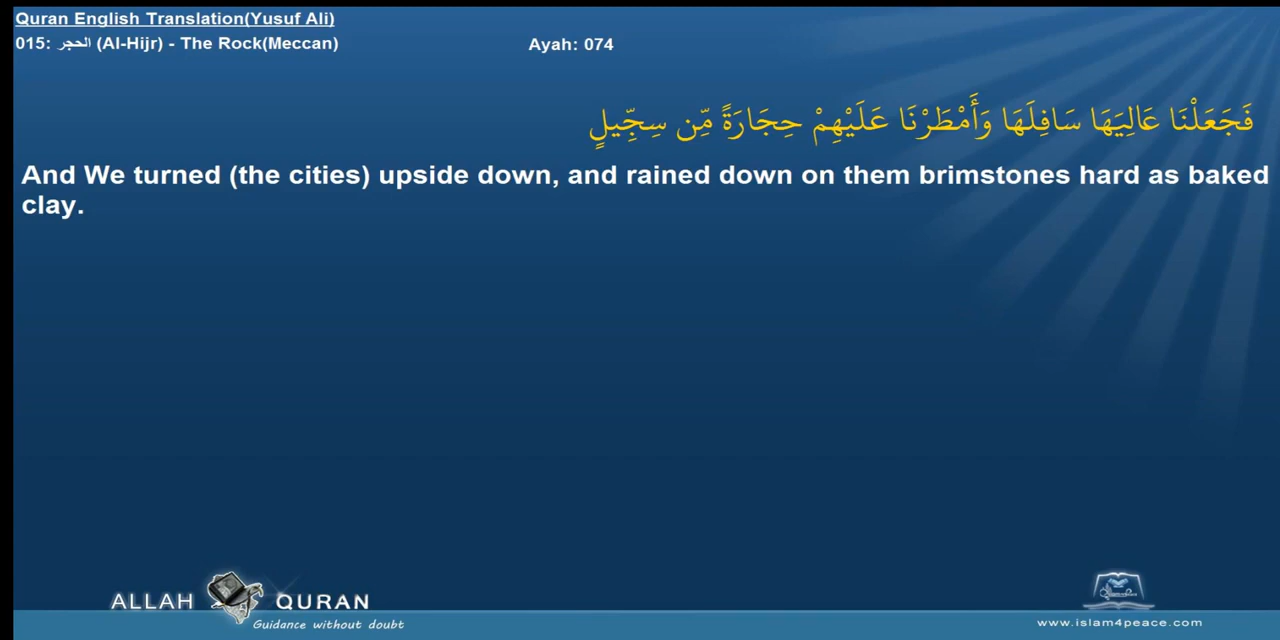 Quran English Translation(Yusuf Ali)
015: الحجر (Al-Hijr) - The Rock(Meccan)
Ayah: 074
فَجَعَلْنَا عَالِيَهَا سَافِلَهَا وَأَمْطَرْنَا عَلَيْهِمْ حِجَارَةً مِّن سِجِّيلٍ
And We turned (the cities) upside down, and rained down on them brimstones hard as baked
clay.
ALLAH QURAN
Guidance without doubt
www.islam4peace.com